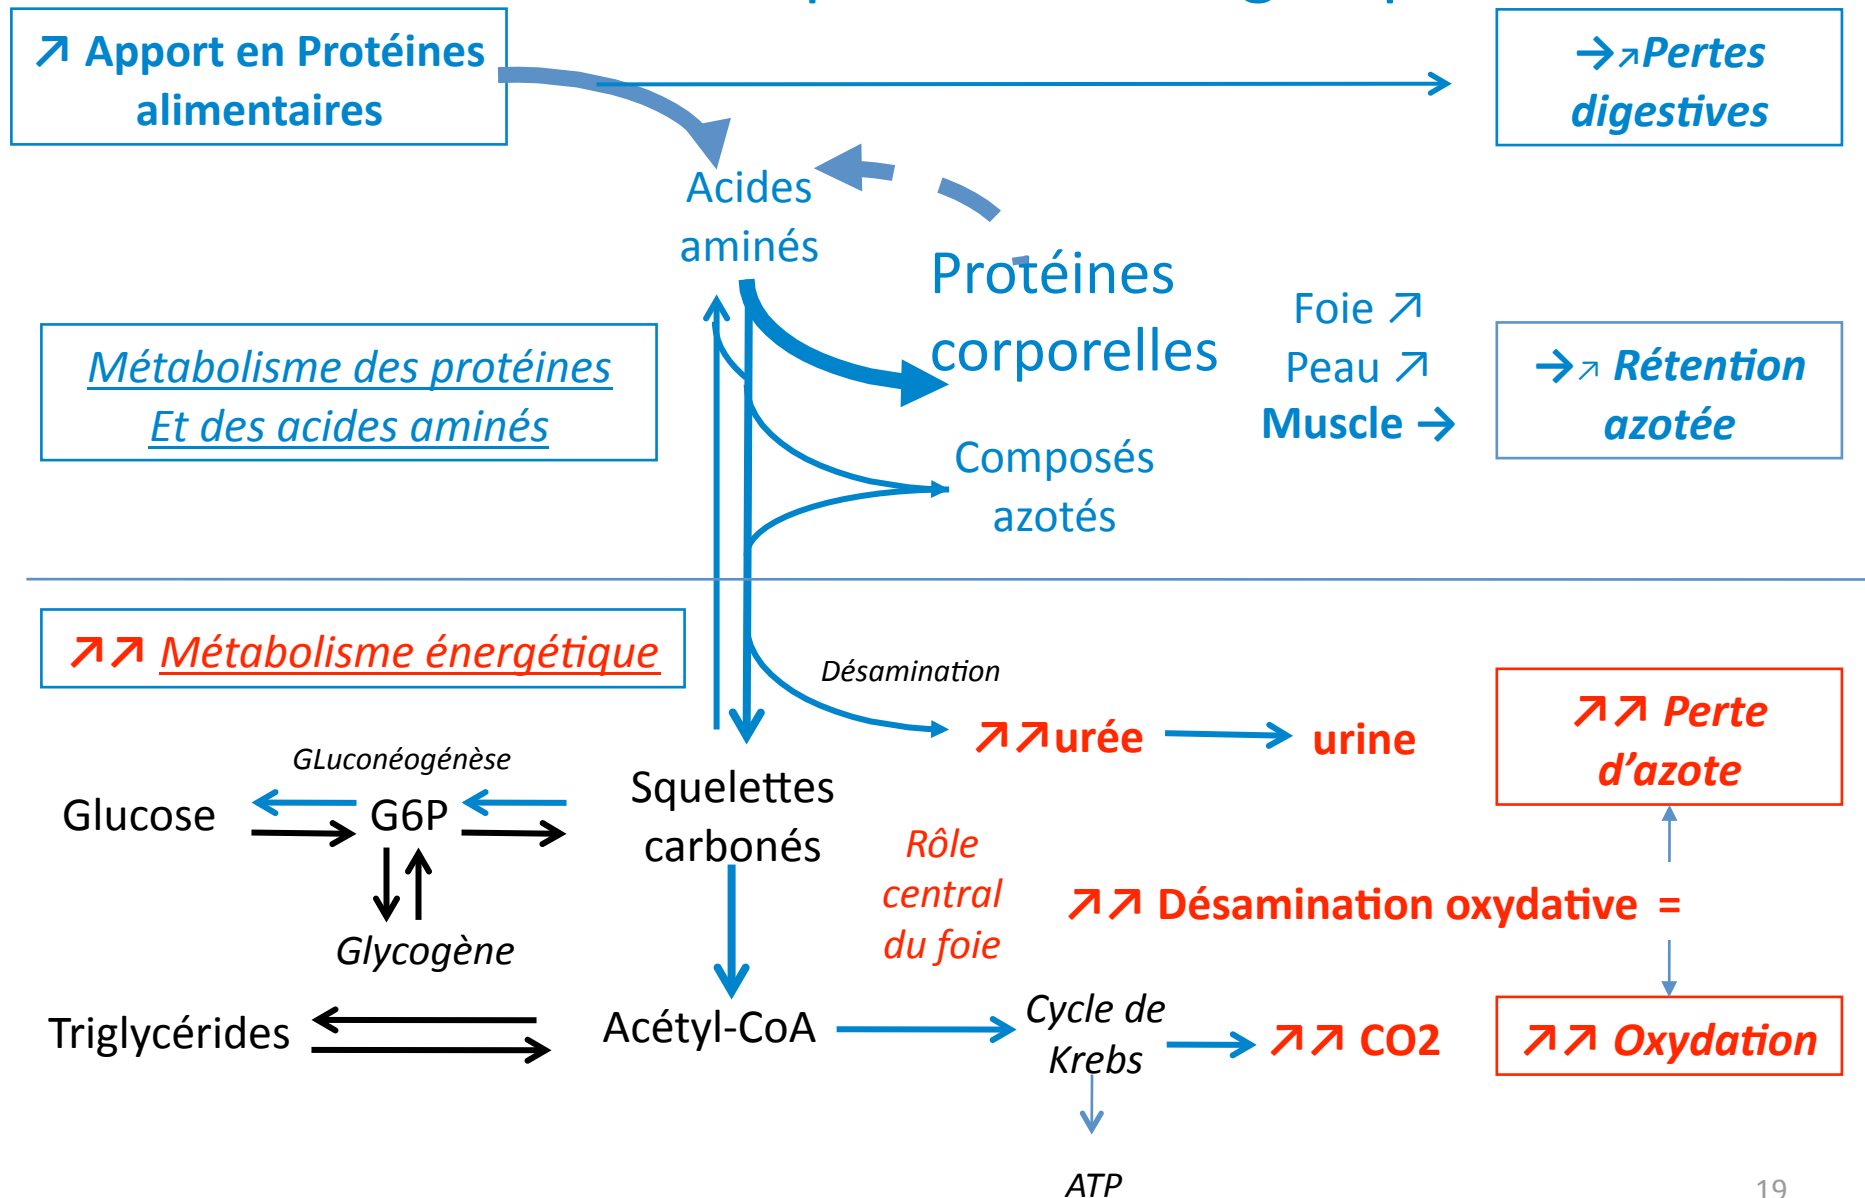 ↗ Apport en Protéines
alimentaires
→↗Pertes
digestives
Acides
aminés
Protéines
corporelles
Foie ↗
Peau ↗
Muscle →
→↗ Rétention
azotée
Métabolisme des protéines
Et des acides aminés
Composés
azotés
↗↗ Métabolisme énergétique
Désamination
↗↗urée
urine
↗↗ Perte
d'azote
GLuconéogénèse
Glucose
G6P
Squelettes
carbonés
Rôle
central
du foie
↗↗ Désamination oxydative =
Glycogène
Triglycérides
Acétyl-CoA
Cycle de
Krebs
↗↗ CO2
↗↗ Oxydation
ATP
19